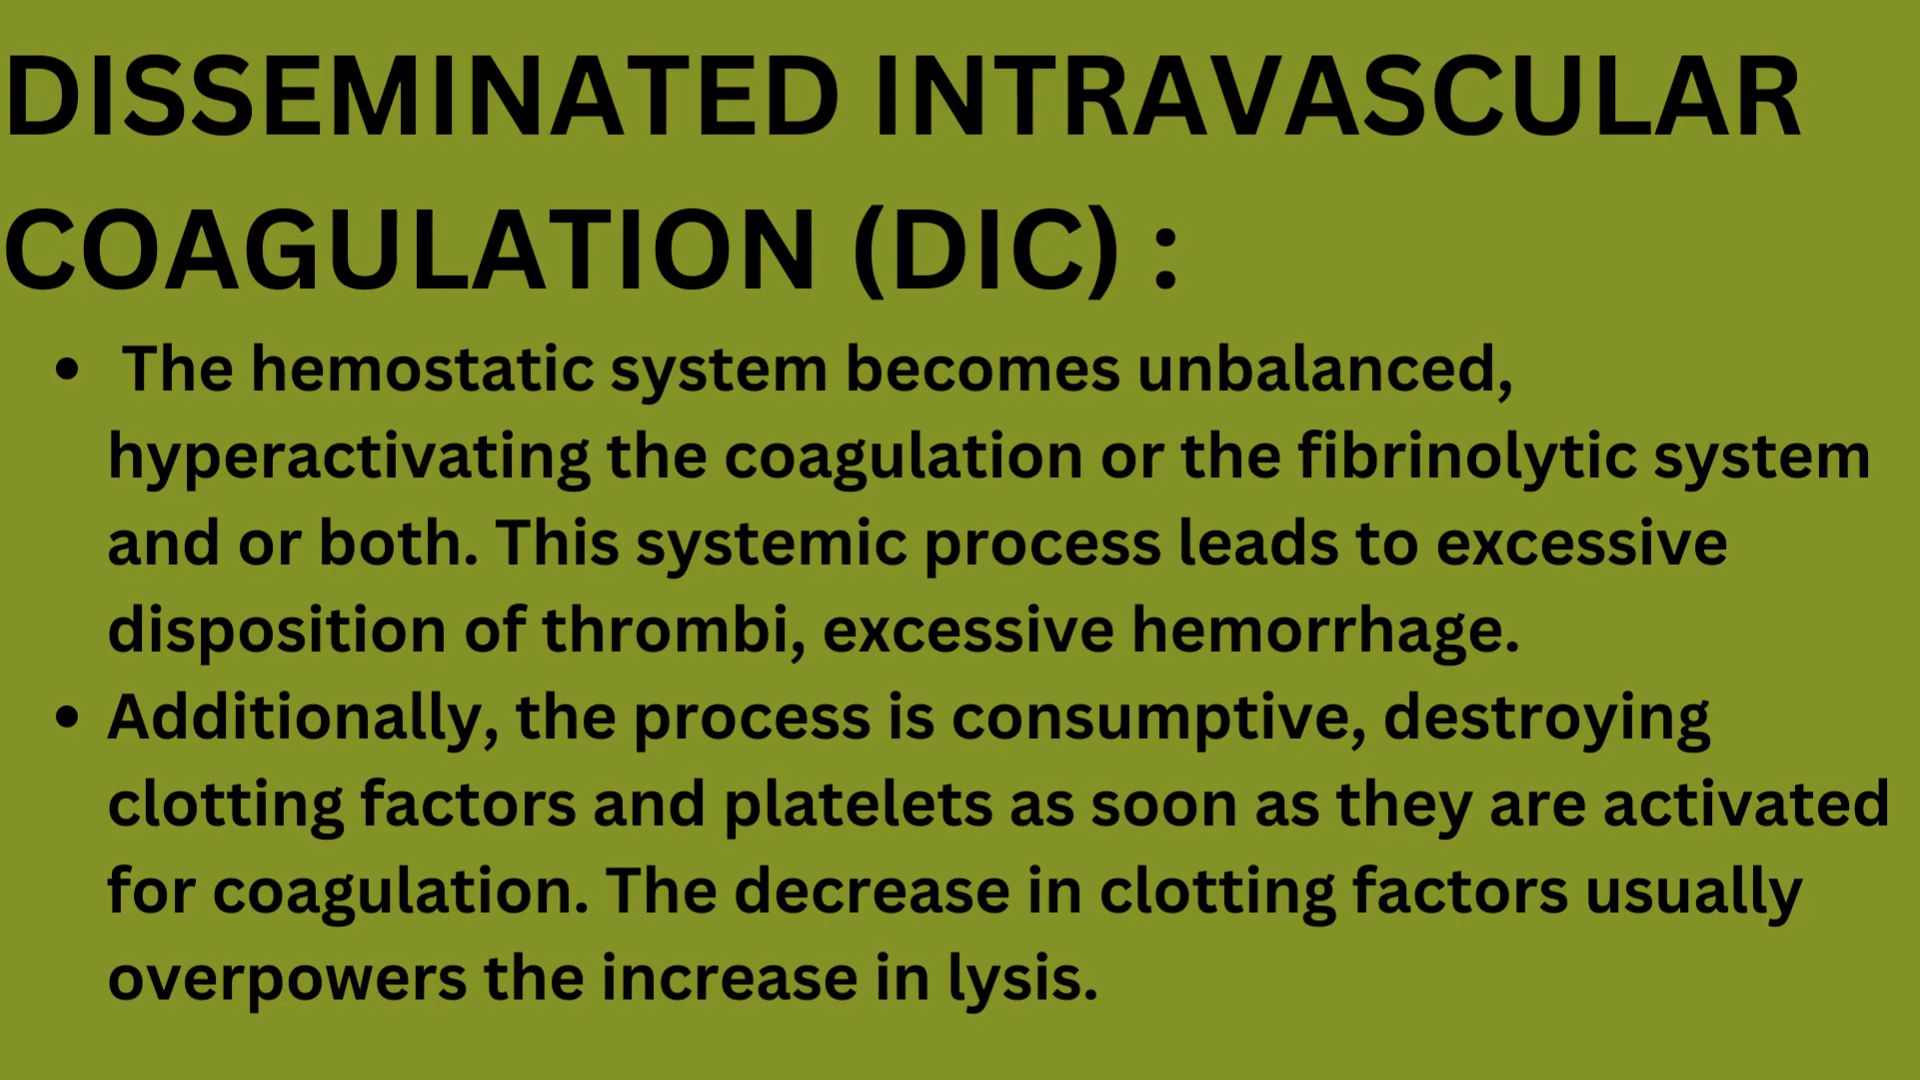 DISSEMINATED INTRAVASCULAR
COAGULATION (DIC) :
• The hemostatic system becomes unbalanced,
hyperactivating the coagulation or the fibrinolytic system
and or both. This systemic process leads to excessive
disposition of thrombi, excessive hemorrhage.
• Additionally, the process is consumptive, destroying
clotting factors and platelets as soon as they are activated
for coagulation. The decrease in clotting factors usually
overpowers the increase in lysis.